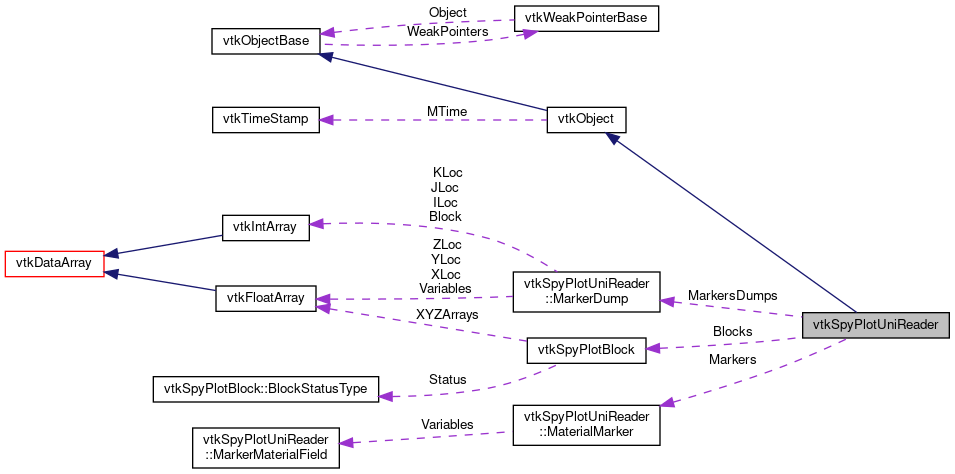 Object
vtkWeakPointerBase
WeakPointers
vtkObjectBase
vtkTimeStamp
MTime
vtkObject
KLoc
JLoc
ILoc
Block
vtkIntArray
ZLoc
YLoc
XLoc
Variables
vtkDataArray
vtkFloatArray
vtkSpyPlotUniReader
::MarkerDump
MarkersDumps
XYZArrays
vtkSpyPlotUniReader
Blocks
vtkSpyPlotBlock
Markers
Status
vtkSpyPlotBlock::BlockStatusType
vtkSpyPlotUniReader
::MaterialMarker
Variables
vtkSpyPlotUniReader
::MarkerMaterialField